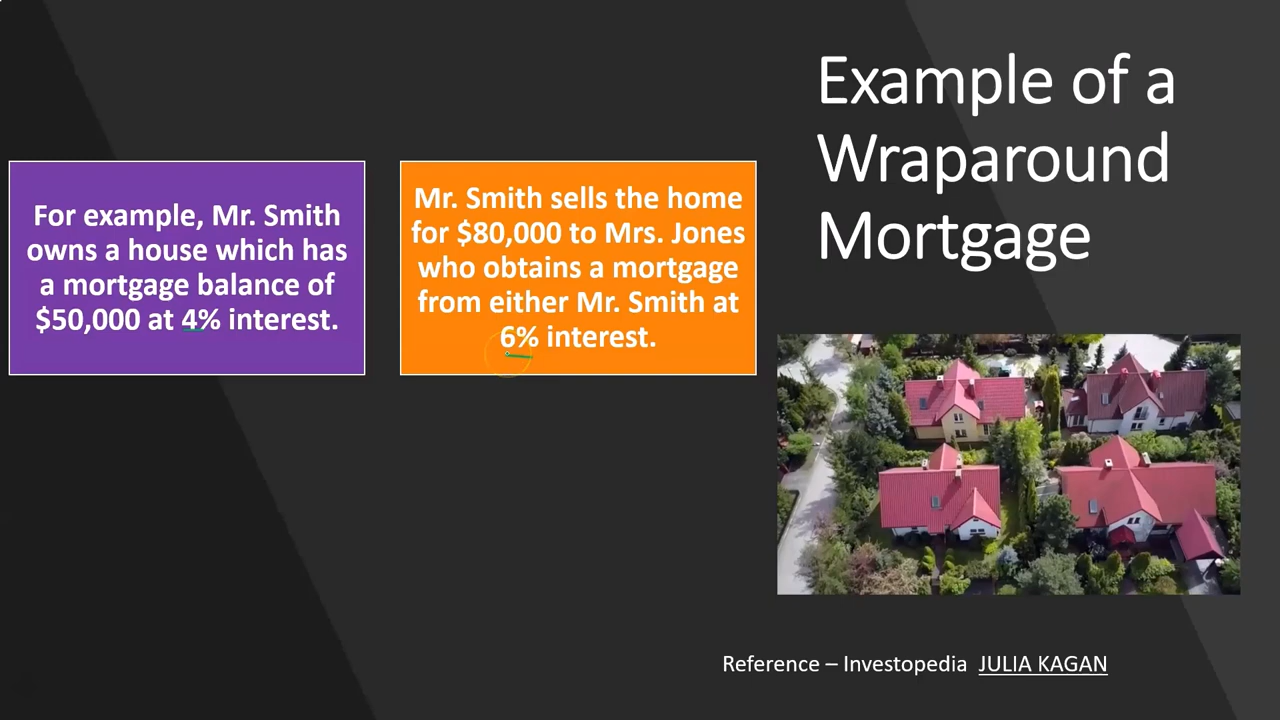 Example of a
Wraparound
Mortgage
For example, Mr. Smith
owns a house which has
a mortgage balance of
$50,000 at 4% interest.
Mr. Smith sells the home
for $80,000 to Mrs. Jones
who obtains a mortgage
from either Mr. Smith at
6% interest.
Reference – Investopedia JULIA KAGAN